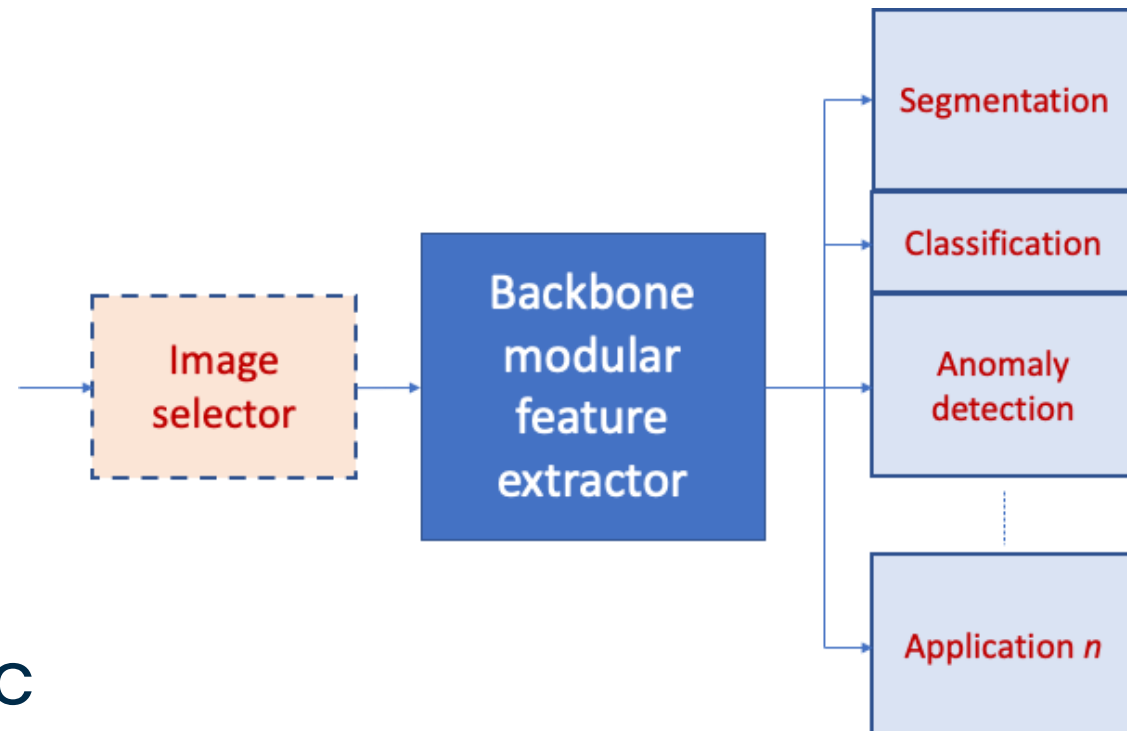 Image
selector
Backbone
modular
feature
extractor
Segmentation
Classification
Anomaly
detection
Application n
c